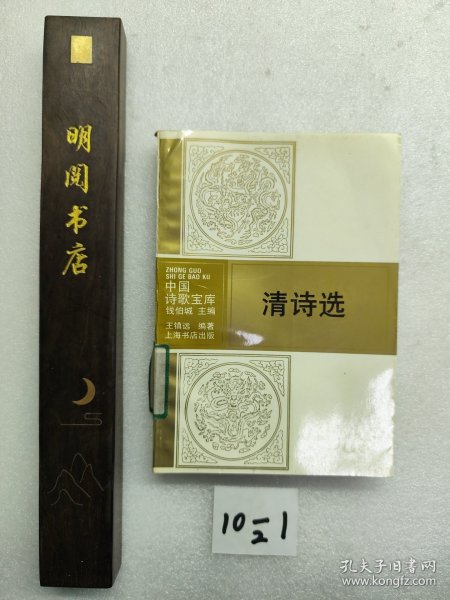 明阅书店
ZHONG GUO
SHI GE BAO KU
中国
诗歌宝库
钱伯城 主编
王镇远 编著
上海书店出版
清诗选
10-1
2
孔夫子旧书网
www.kongfz.com